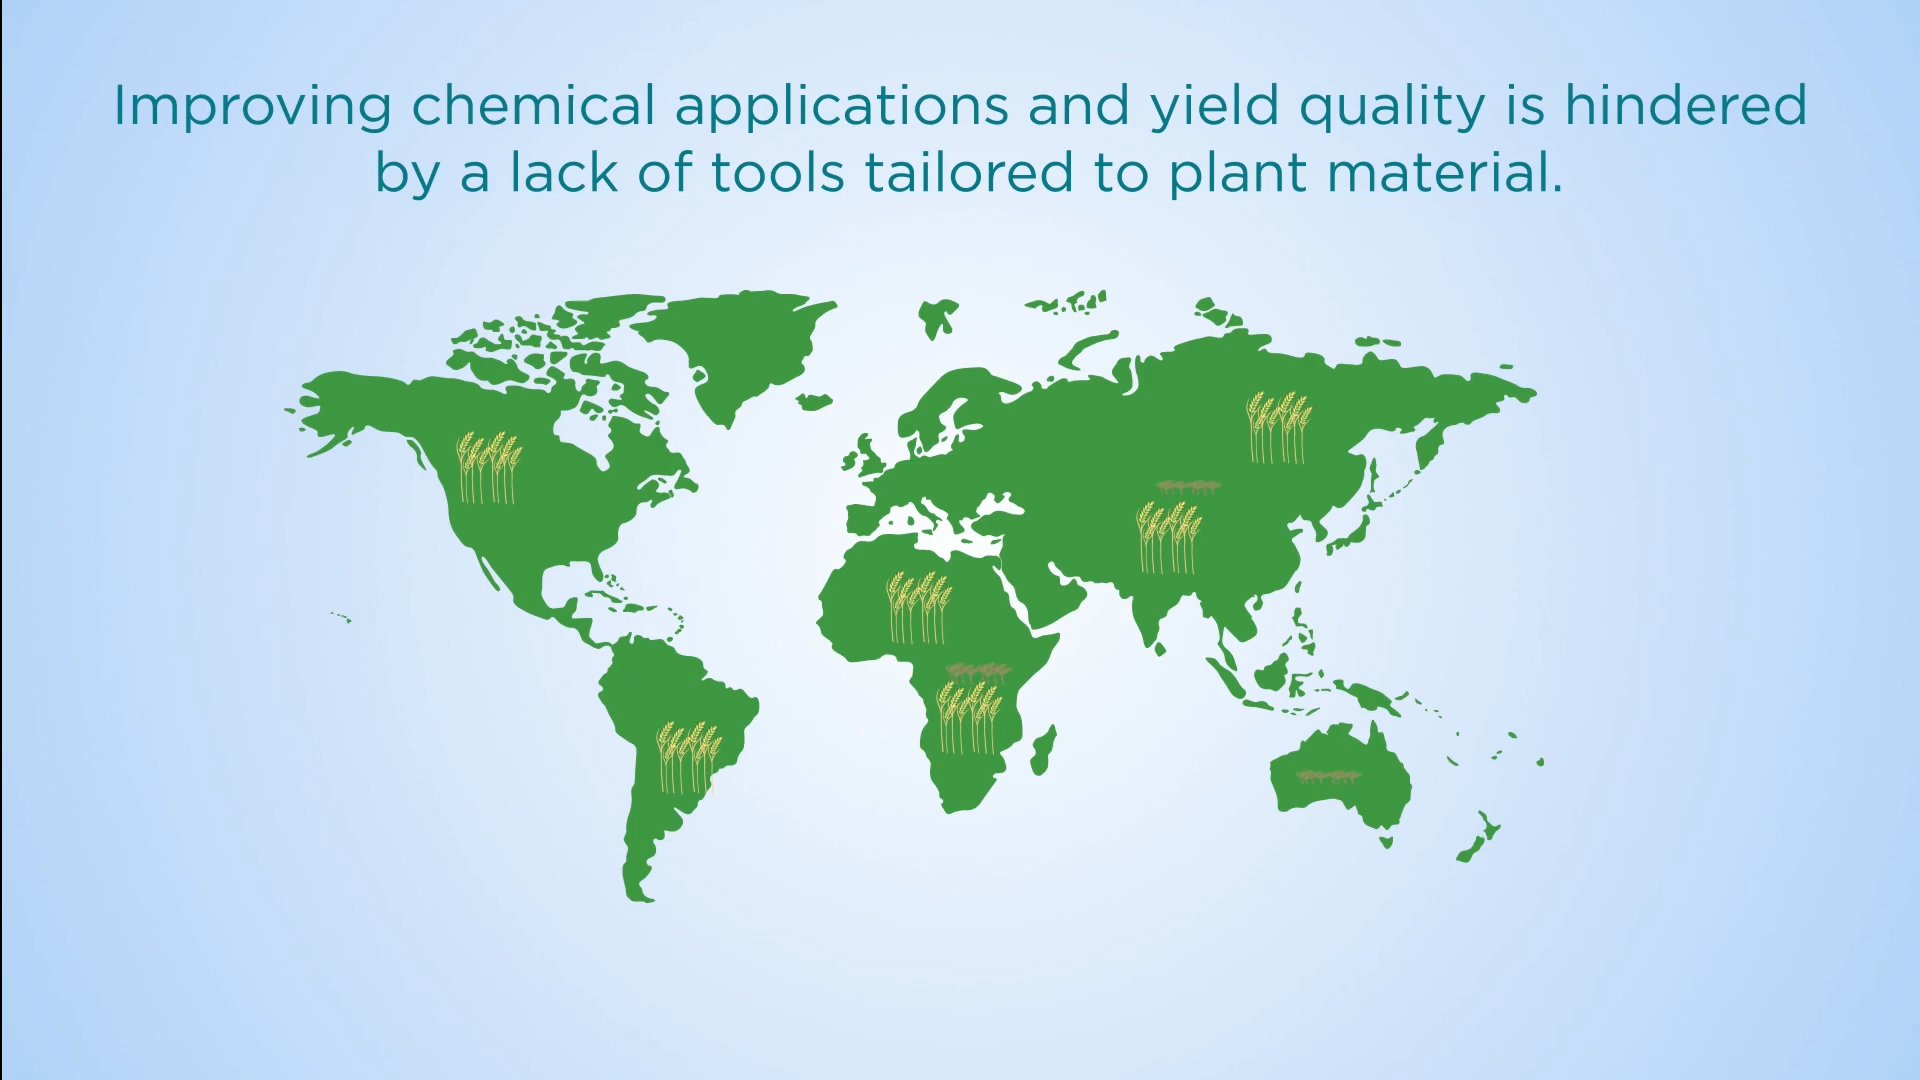 Improving chemical applications and yield quality is hindered
by a lack of tools tailored to plant material.